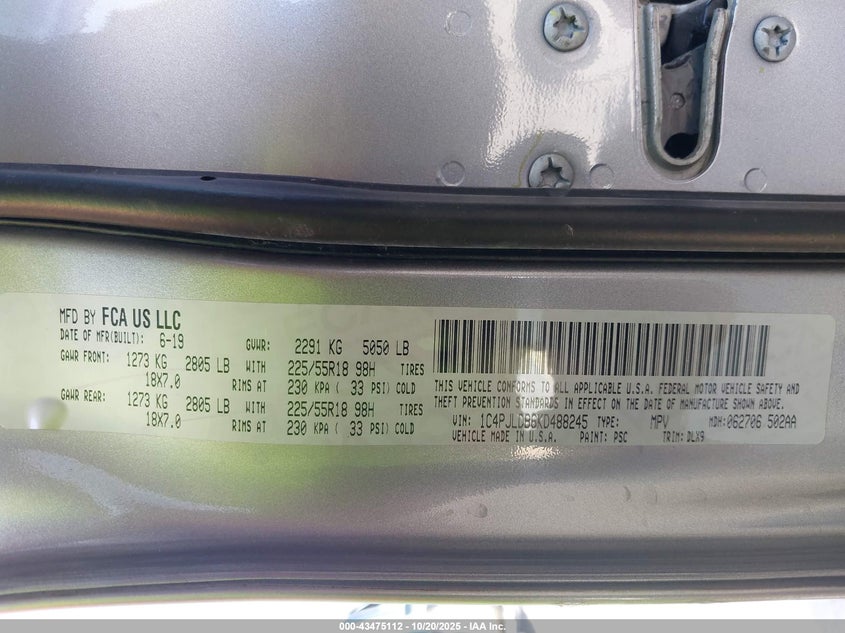 MFD BY FCA US LLC
DATE OF MFR(BUILT): 6-19 GVWR: 2291 KG 5050 LB
GAWR FRONT: 1273 KG 2805 LB WITH 225/55R18 98H TIRES
18X7.0 RIMS AT 230 KPA ( 33 PSI) COLD
GAWR REAR: 1273 KG 2805 LB WITH 225/55R18 98H TIRES
18X7.0 RIMS AT 230 KPA ( 33 PSI) COLD
THIS VEHICLE CONFORMS TO ALL APPLICABLE U.S.A. FEDERAL MOTOR VEHICLE SAFETY AND
THEFT PREVENTION STANDARDS IN EFFECT ON THE DATE OF MANUFACTURE SHOWN ABOVE.
VIN: TYPE: MPV MDH: 062706 502AA
VEHICLE MADE IN U.S.A. PAINT: PSC TRIM: DLX9
000-43475112 - 10/20/2025 - IAA Inc.